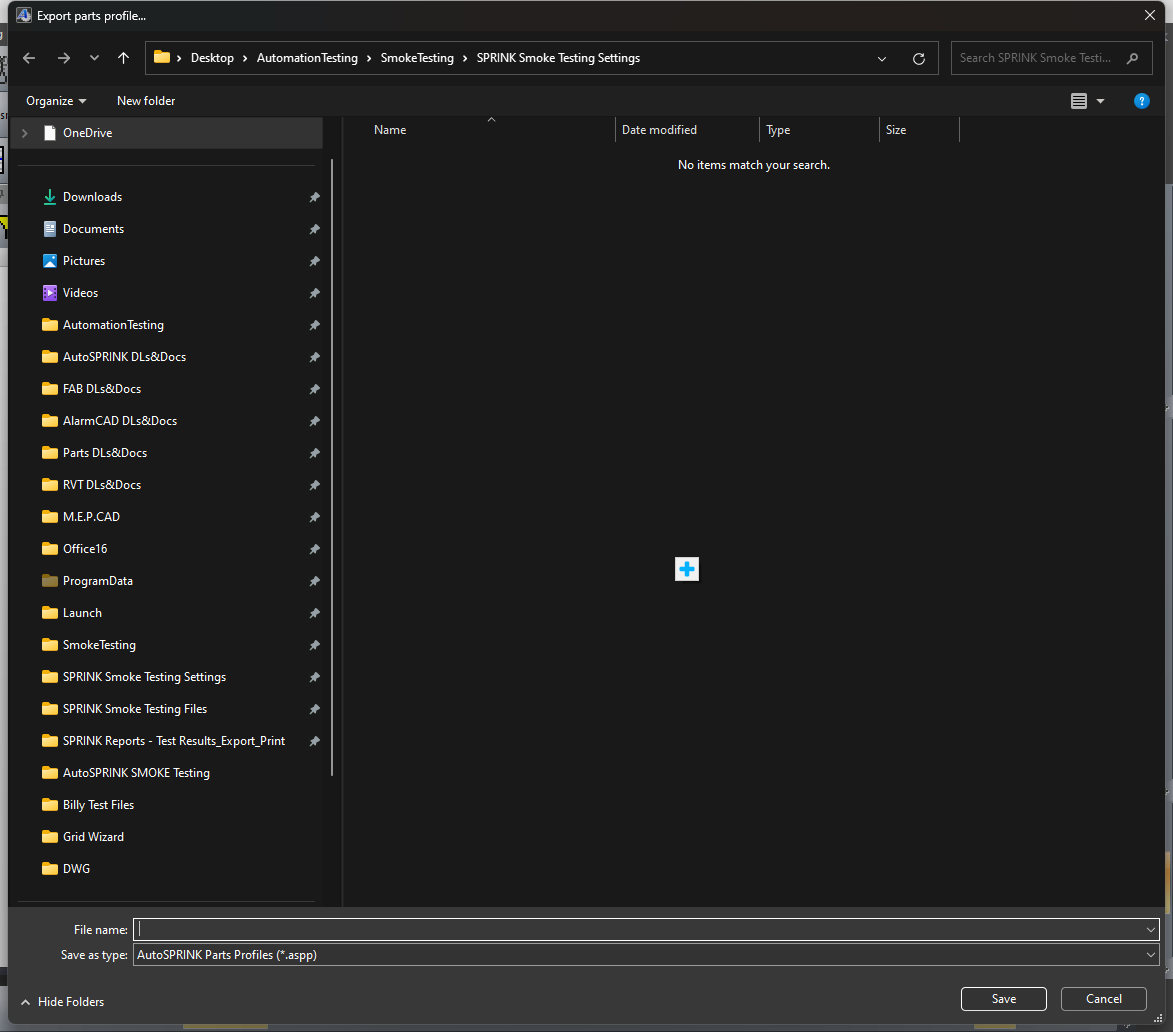 Export parts profile...
Desktop > AutomationTesting > SmokeTesting > SPRINK Smoke Testing Settings
Search SPRINK Smoke Testi...
Organize
New folder
OneDrive
Name
Date modified
Type
Size
No items match your search.
Downloads
Documents
Pictures
Videos
AutomationTesting
AutoSPRINK DLs&Docs
FAB DLs&Docs
AlarmCAD DLs&Docs
Parts DLs&Docs
RVT DLs&Docs
M.E.P.CAD
Office16
ProgramData
Launch
SmokeTesting
SPRINK Smoke Testing Settings
SPRINK Smoke Testing Files
SPRINK Reports - Test Results_Export_Print
AutoSPRINK SMOKE Testing
Billy Test Files
Grid Wizard
DWG
File name:
Save as type: AutoSPRINK Parts Profiles (*.aspp)
Hide Folders
Save
Cancel